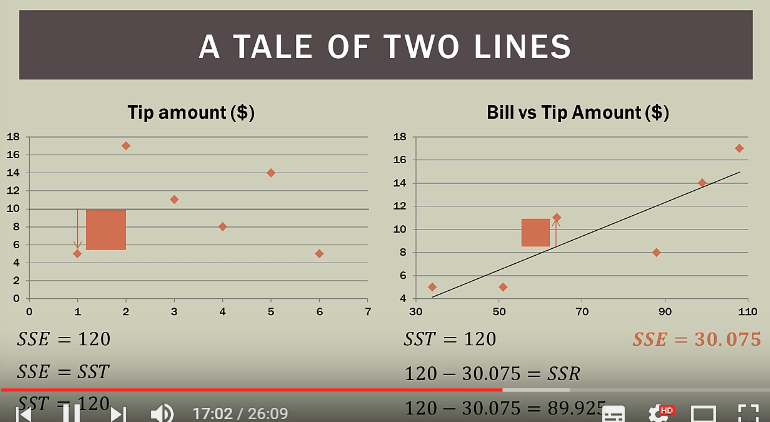 A TALE OF TWO LINES
Tip amount ($)
18
16
14
12
10
8
6
4
2
0
0 1 2 3 4 5 6 7
SSE = 120
SSE = SST
SST = 120
Bill vs Tip Amount ($)
18
16
14
12
10
8
6
4
30 50 70 90 110
SST = 120
SSE = 30.075
120 − 30.075 = SSR
120 − 30.075 = 89.925
17:02 / 26:09
HD